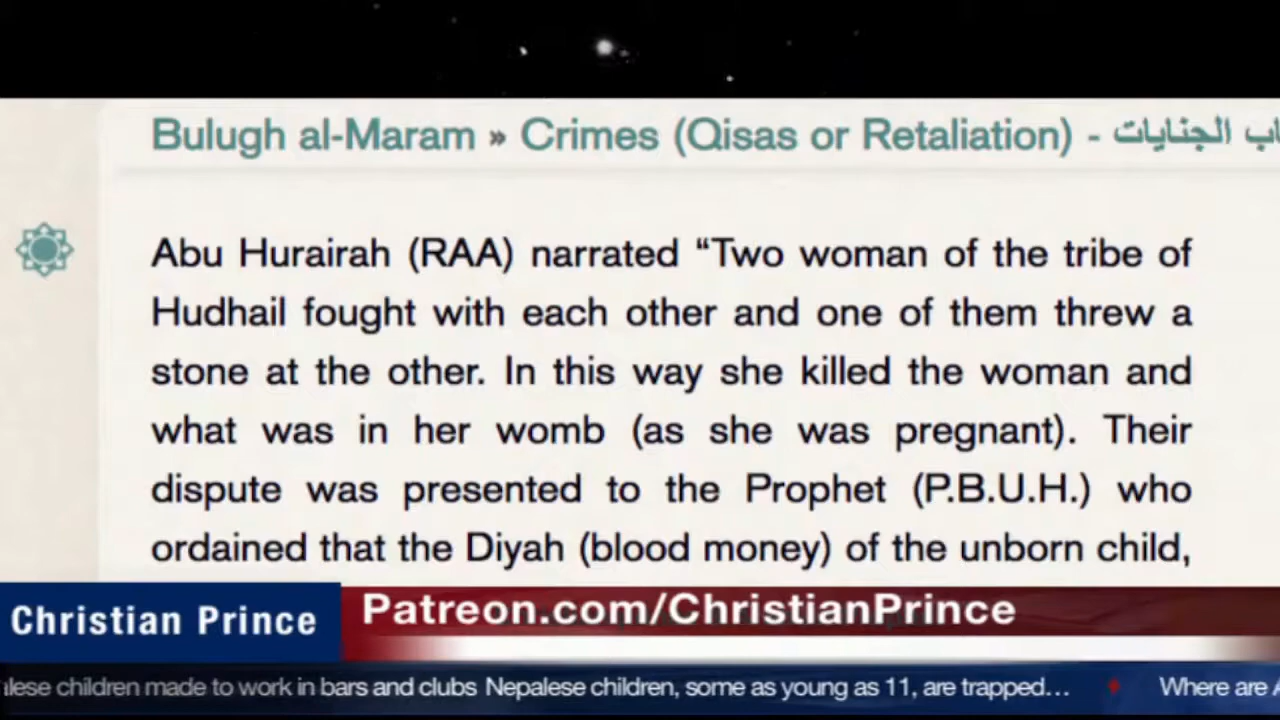 Bulugh al-Maram » Crimes (Qisas or Retaliation) - الجنايات
Abu Hurairah (RAA) narrated “Two woman of the tribe of
Hudhail fought with each other and one of them threw a
stone at the other. In this way she killed the woman and
what was in her womb (as she was pregnant). Their
dispute was presented to the Prophet (P.B.U.H.) who
ordained that the Diyah (blood money) of the unborn child,
Christian Prince
Patreon.com/ChristianPrince
children made to work in bars and clubs Nepalese children, some as young as 11, are trapped... Where are